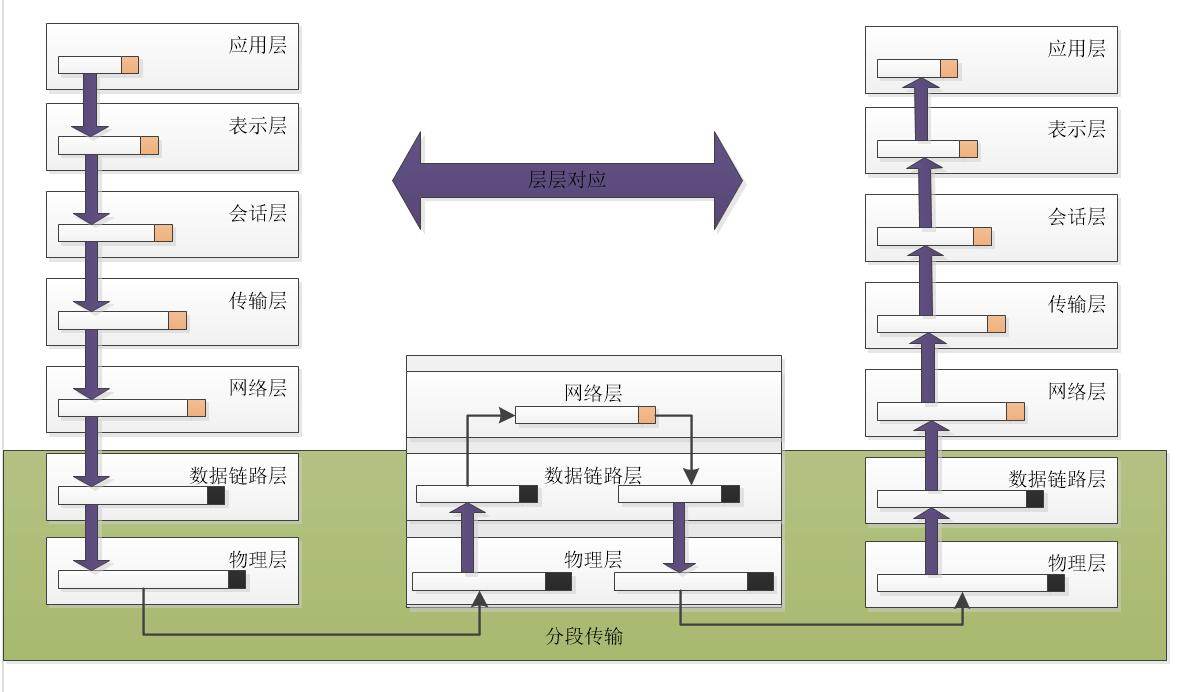 应用层
表示层
会话层
传输层
网络层
数据链路层
物理层
层层对应
网络层
数据链路层
物理层
分段传输
应用层
表示层
会话层
传输层
网络层
数据链路层
物理层